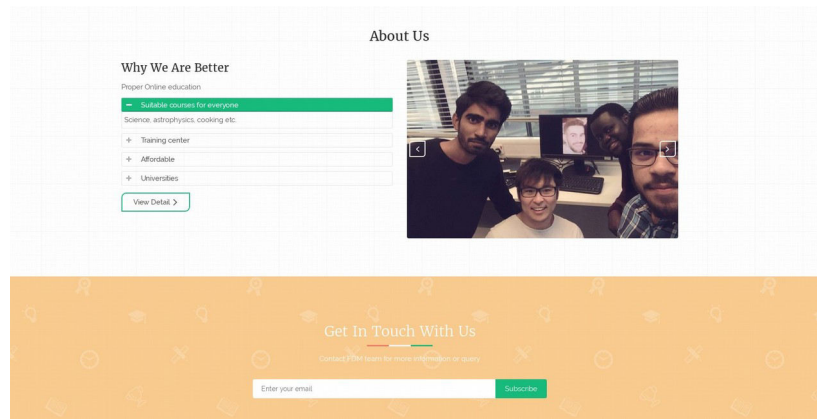 About Us
Why We Are Better
Proper Online education
Suitable courses for everyone
Science, astrophysics, cooking etc.
Training center
Affordable
Universities
View Detail
Get In Touch With Us
Contact FDM team for more information or query
Enter your email
Subscribe